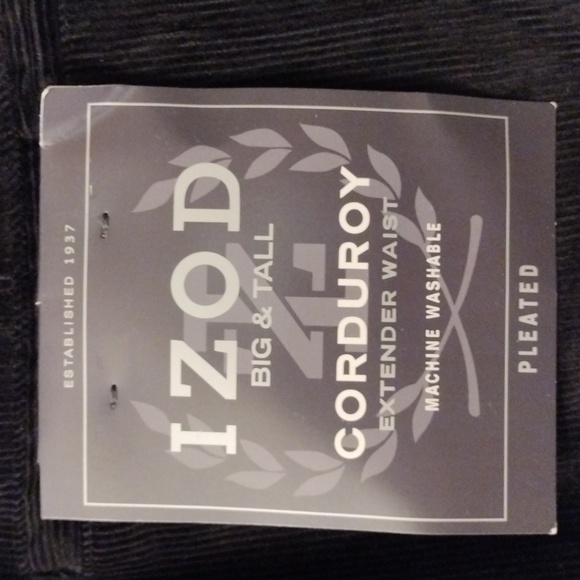 ESTABLISHED 1937
IZOD
BIG & TALL
CORDUROY
EXTENDER WAIST
MACHINE WASHABLE
PLEATED